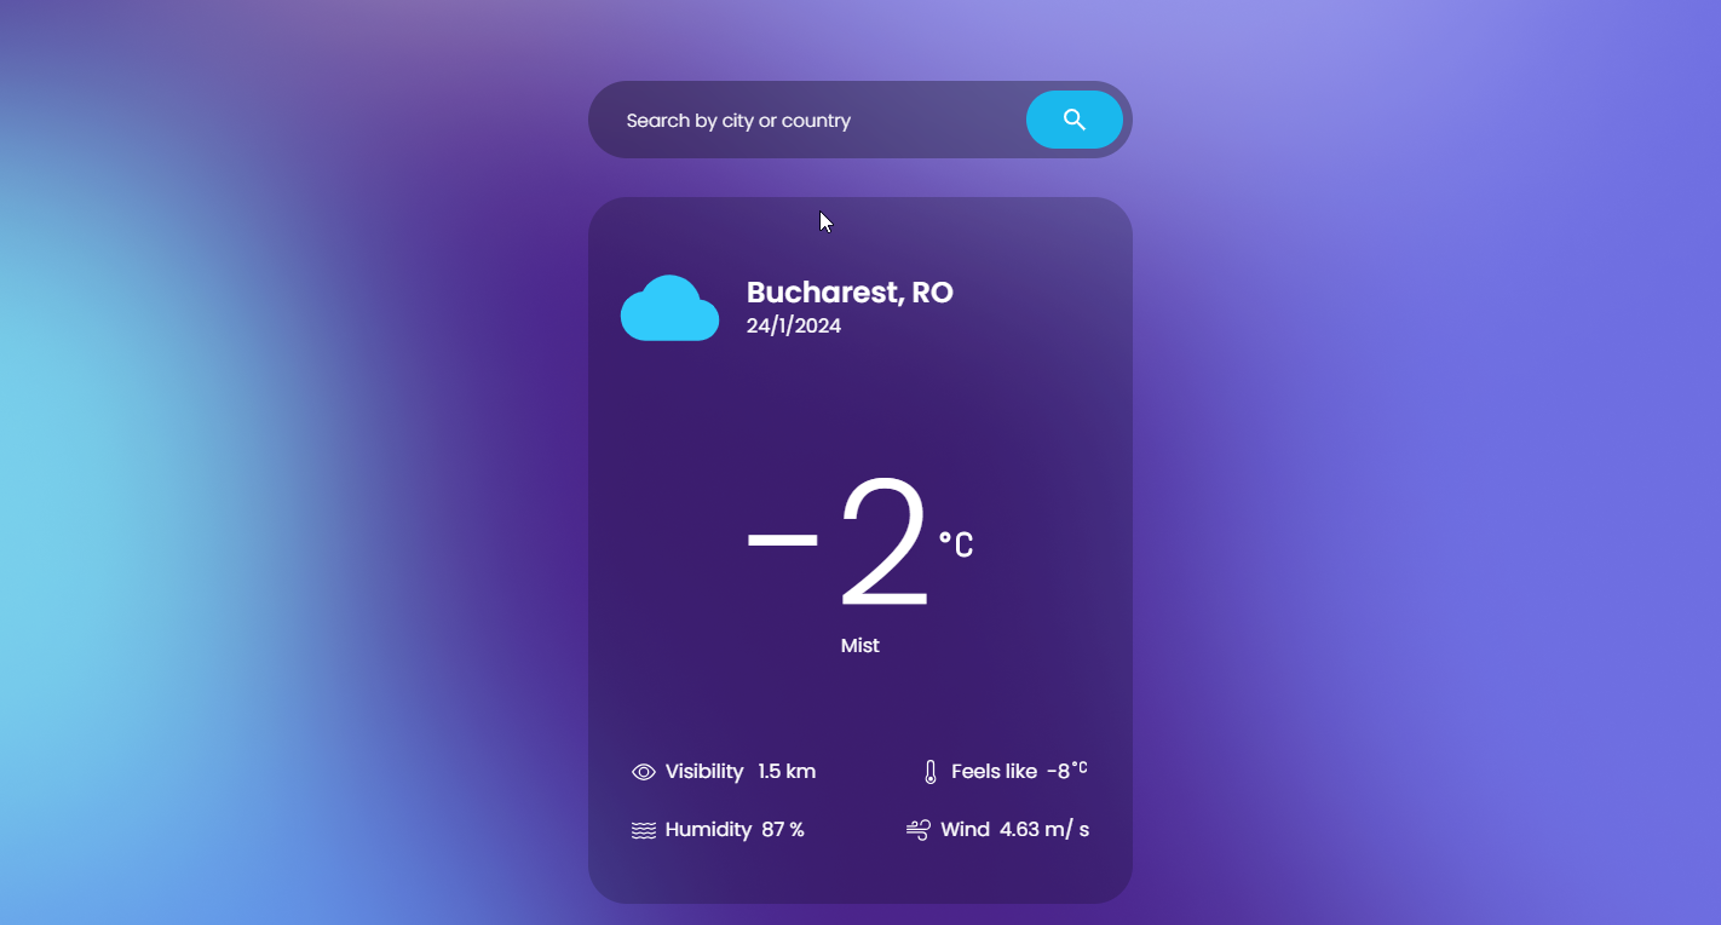 Search by city or country
Bucharest, RO
24/1/2024
-2 °C
Mist
Visibility 1.5 km
Feels like -8°C
Humidity 87 %
Wind 4.63 m/ s